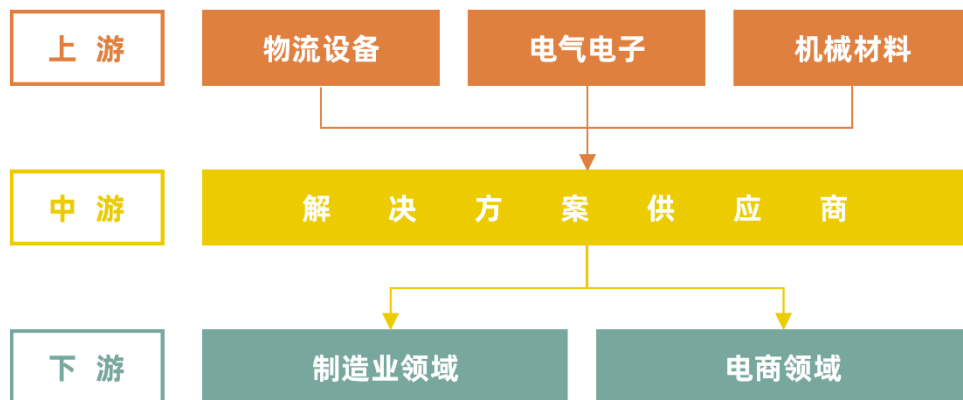 上 游
物流设备
电气电子
机械材料
中 游
解 决 方 案 供 应 商
下 游
制造业领域
电商领域